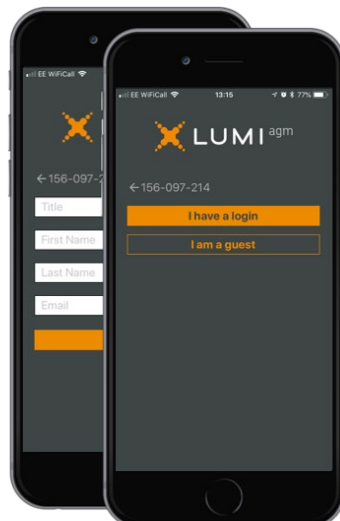 EE WiFiCall
←156-097-2
Title
First Name
Last Name
Email
EE WiFiCall 13:15 77%
LUMI agm
←156-097-214
I have a login
I am a guest